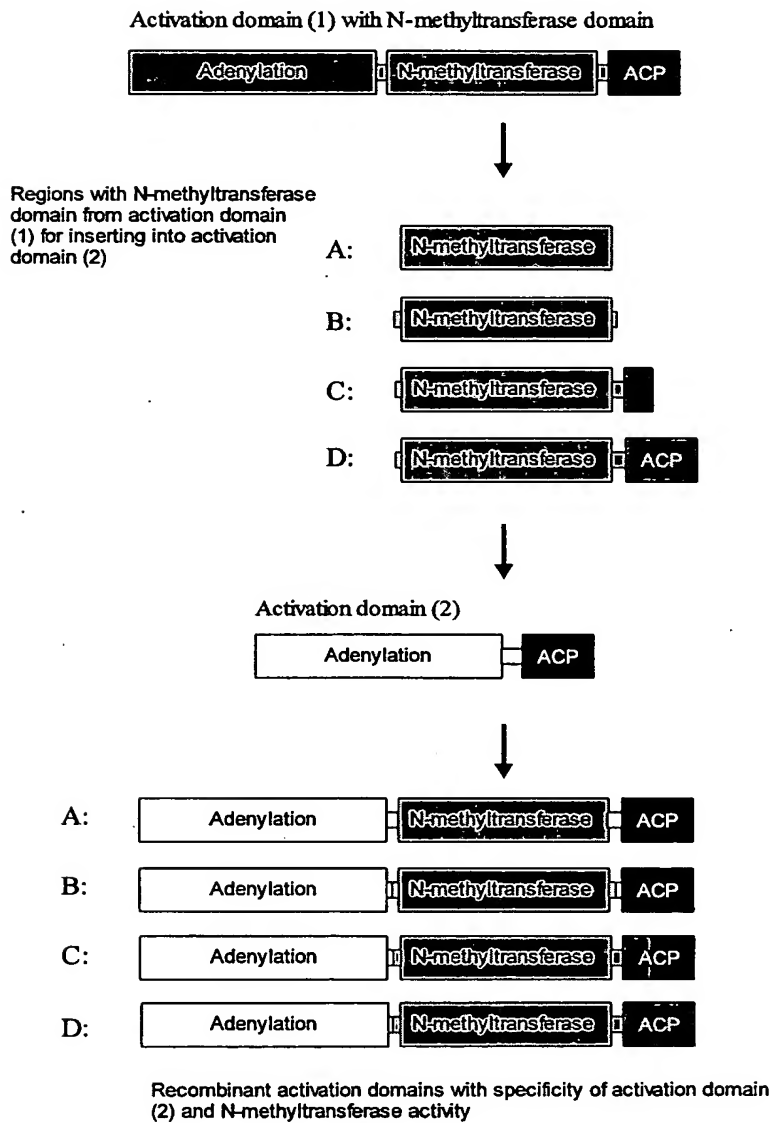 Activation domain (1) with N-methyltransferase domain
Adenylation N-methyltransferase ACP
Regions with N-methyltransferase
domain from activation domain
(1) for inserting into activation
domain (2)
A: N-methyltransferase
B: N-methyltransferase
C: N-methyltransferase
D: N-methyltransferase ACP
Activation domain (2)
Adenylation ACP
A: Adenylation N-methyltransferase ACP
B: Adenylation N-methyltransferase ACP
C: Adenylation N-methyltransferase ACP
D: Adenylation N-methyltransferase ACP
Recombinant activation domains with specificity of activation domain
(2) and N-methyltransferase activity